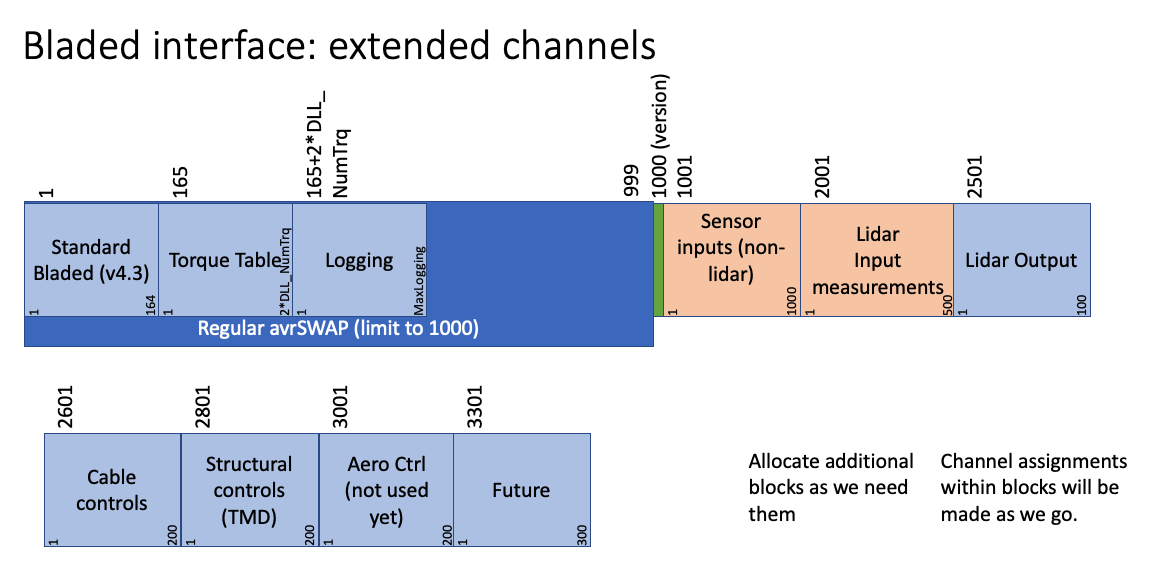 Bladed interface: extended channels
1
165
165+2*DLL_
NumTrq
999
1000 (version)
1001
2001
2501
Standard
Bladed (v4.3)
1
164
Torque Table
1
2*DLL_NumTrq
Logging
1
MaxLogging
Sensor
inputs (non-
lidar)
1
1000
Lidar
Input
measurements
1
500
Lidar Output
1
100
Regular avrSWAP (limit to 1000)
2601
2801
3001
3301
Cable
controls
1
200
Structural
controls
(TMD)
1
200
Aero Ctrl
(not used
yet)
1
200
Future
1
300
Allocate additional
blocks as we need
them
Channel assignments
within blocks will be
made as we go.